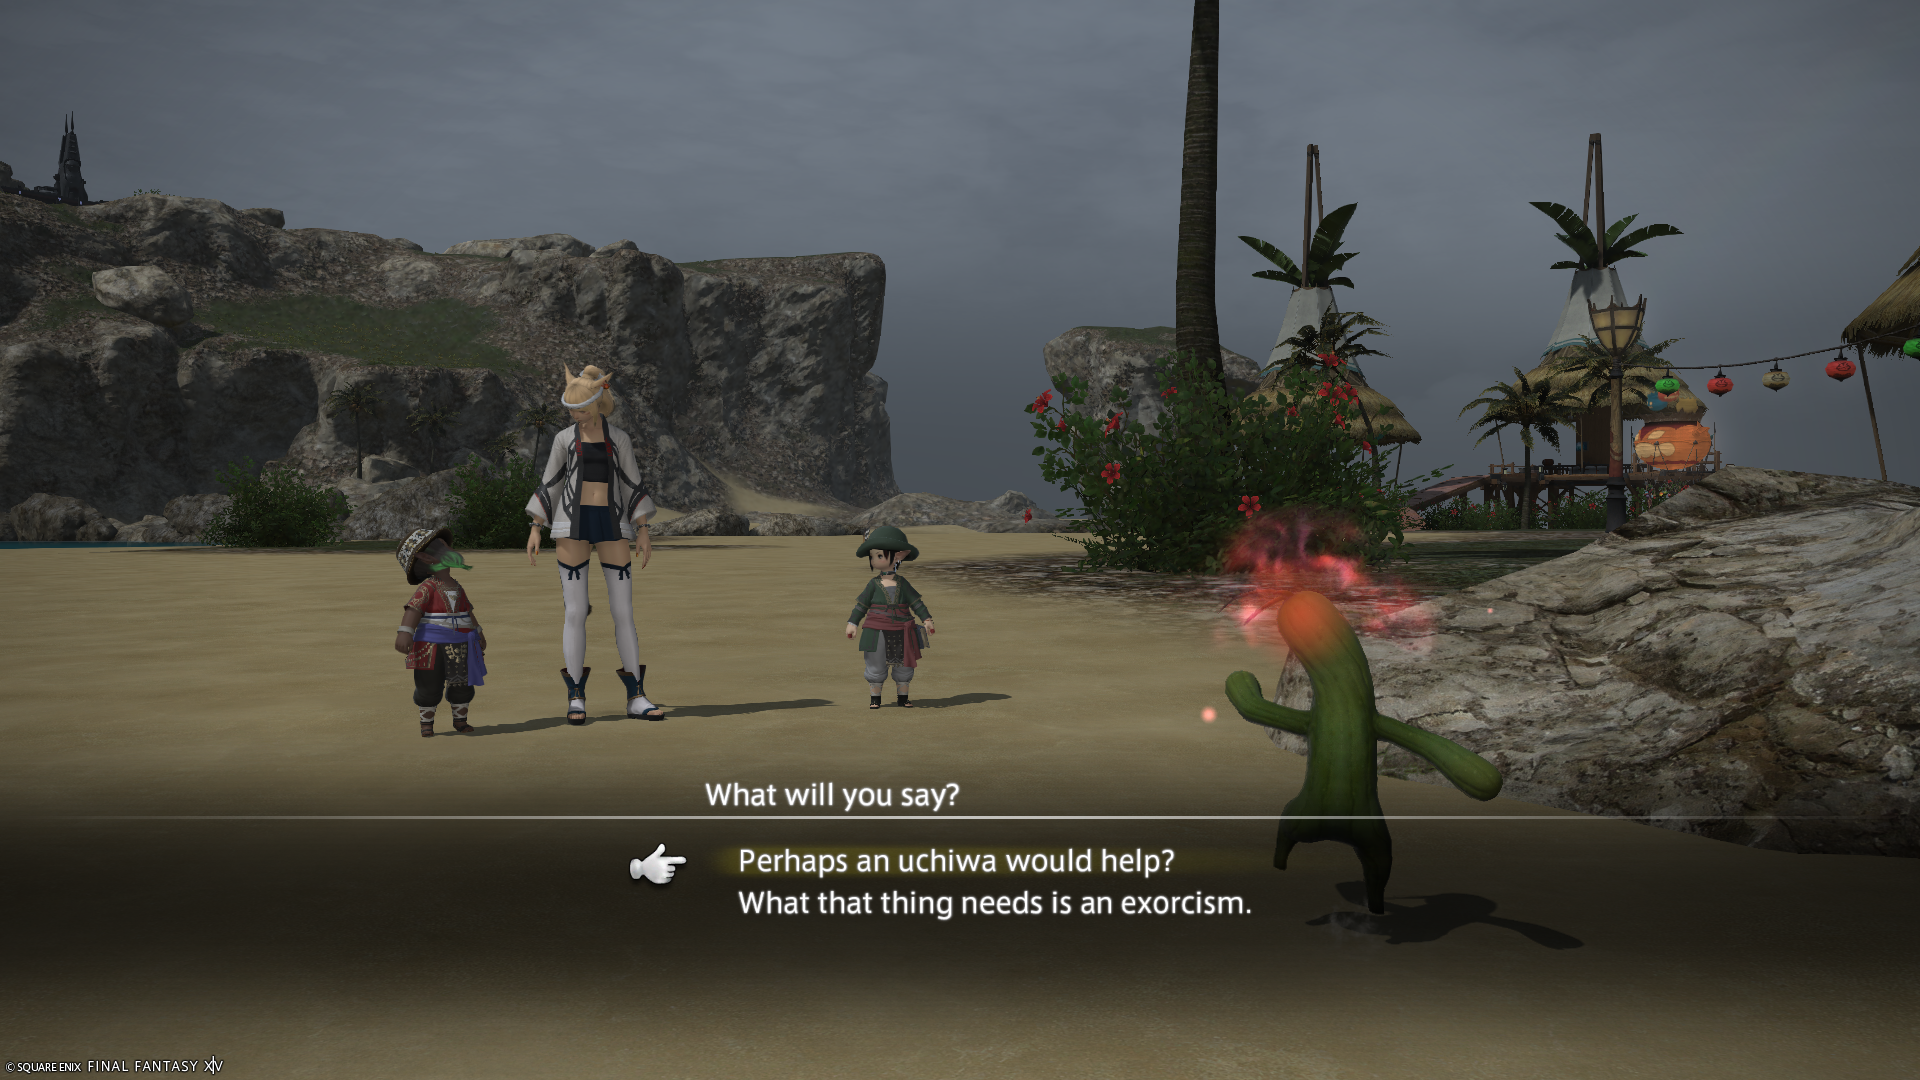 What will you say?
Perhaps an uchiwa would help?
What that thing needs is an exorcism.
© SQUARE ENIX FINAL FANTASY XIV